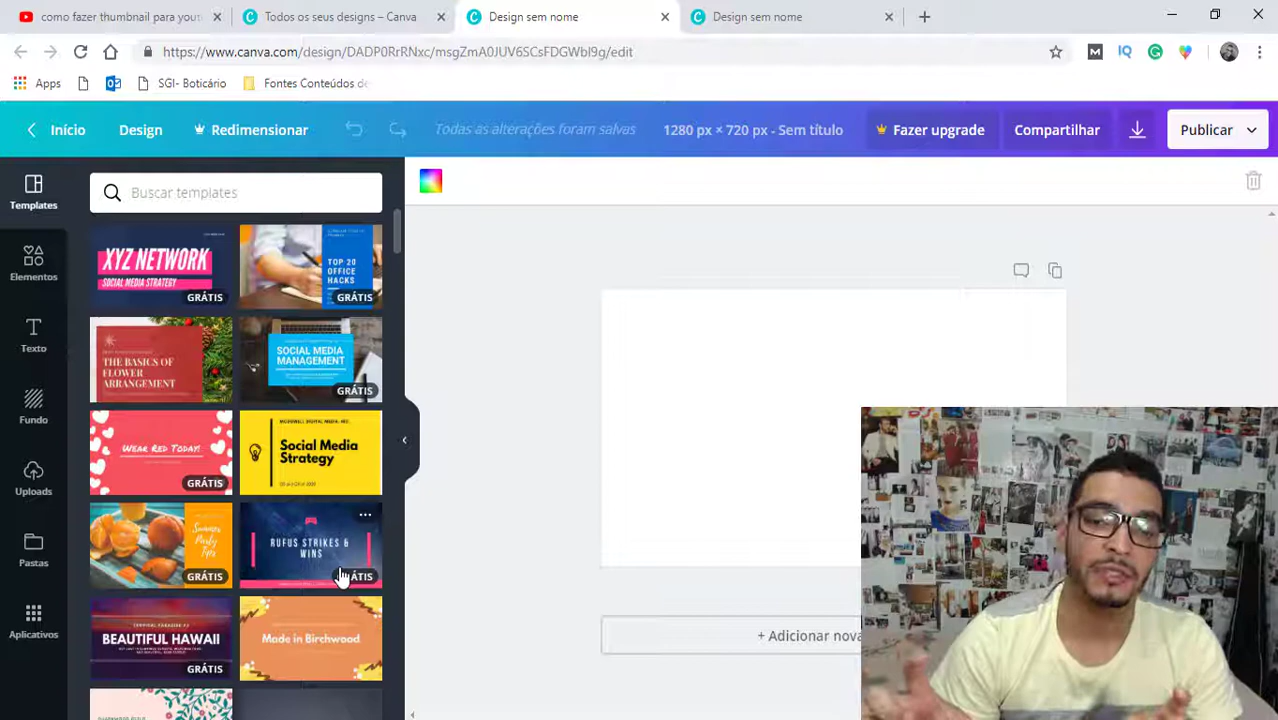 como fazer thumbnail para yout
Todos os seus designs – Canva
Design sem nome
Design sem nome
https://www.canva.com/design/DADP0RrRNxc/msgZmA0JUV6SCsFDGWbI9g/edit
Apps
SGI- Boticário
Fontes Conteúdos de
Início
Design
Redimensionar
Todas as alterações foram salvas
1280 px × 720 px - Sem título
Fazer upgrade
Compartilhar
Publicar
Templates
Buscar templates
Elementos
Texto
Fundo
Uploads
Pastas
Aplicativos
XYZ NETWORK
SOCIAL MEDIA STRATEGY
GRÁTIS
TOP 20
OFFICE
HACKS
GRÁTIS
THE BASICS OF
FLOWER
ARRANGEMENT
SOCIAL MEDIA
MANAGEMENT
GRÁTIS
WEAR RED TODAY!
GRÁTIS
Social Media
Strategy
Summer
Party
Tips
GRÁTIS
RUFUS STRIKES &
WINS
ÁTIS
BEAUTIFUL HAWAII
GRÁTIS
Made in Birchwood
+ Adicionar nova